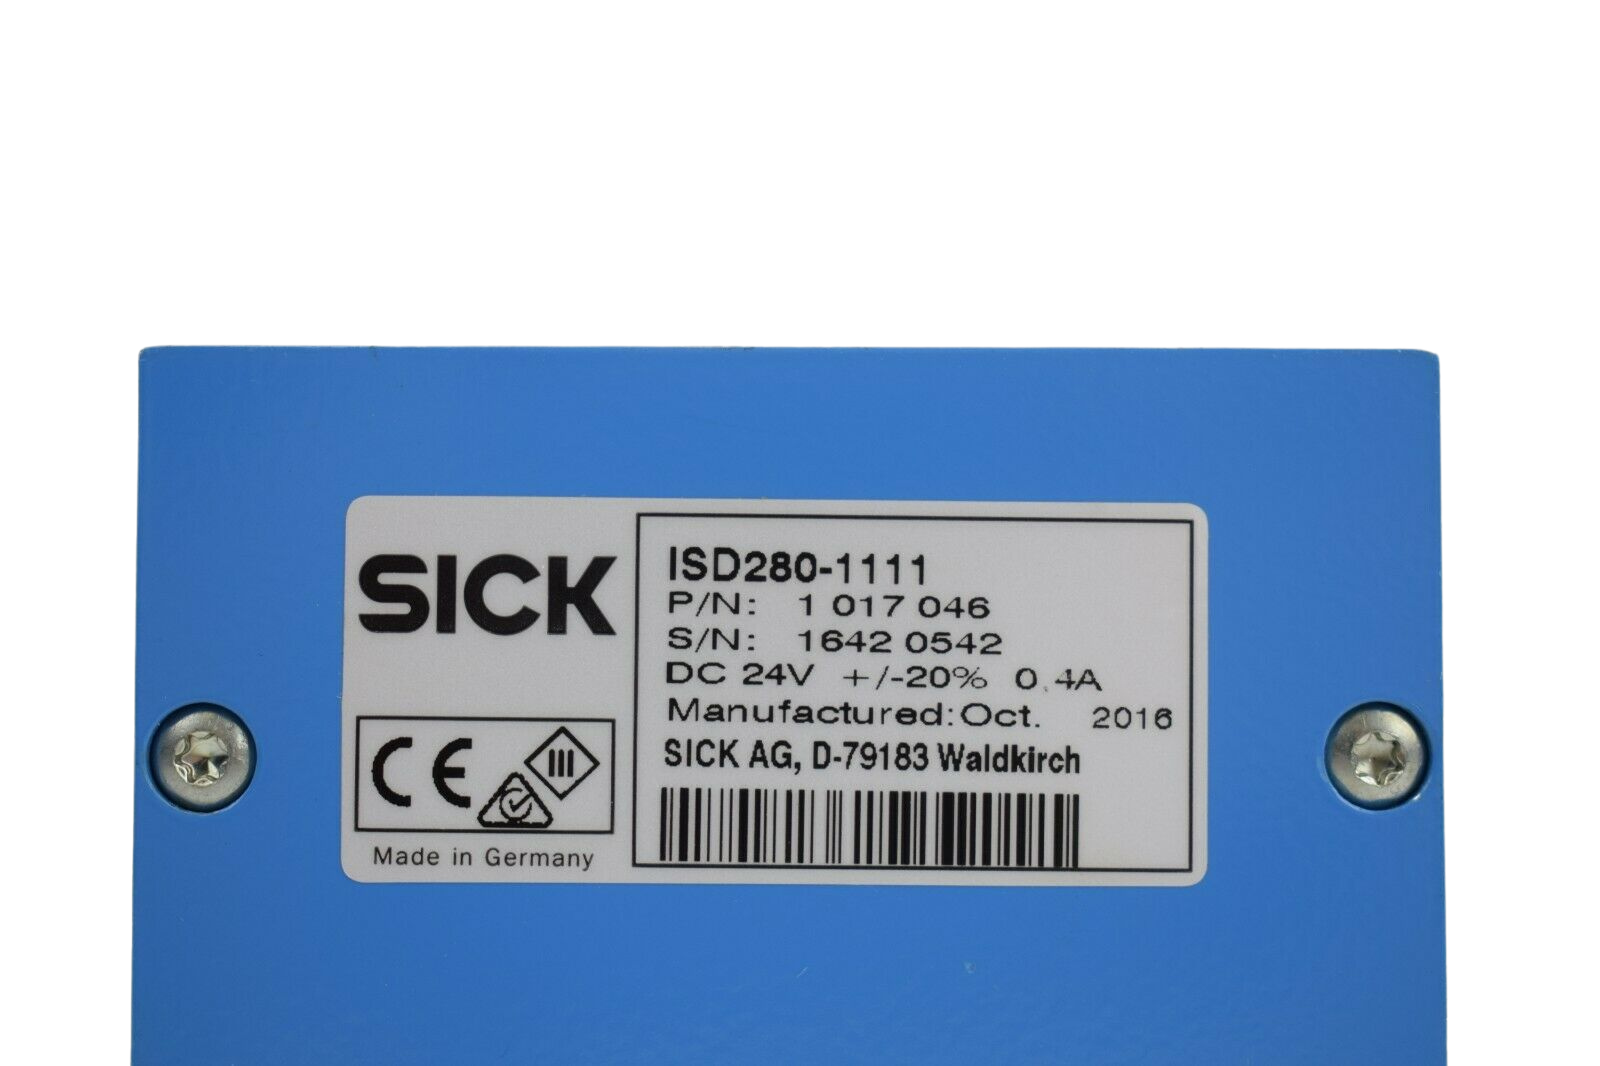 SICK
ISD280-1111
P/N: 1 017 046
S/N: 1642 0542
DC 24V +/-20% 0.4A
Manufactured: Oct. 2016
SICK AG, D-79183 Waldkirch
CE
III
Made in Germany